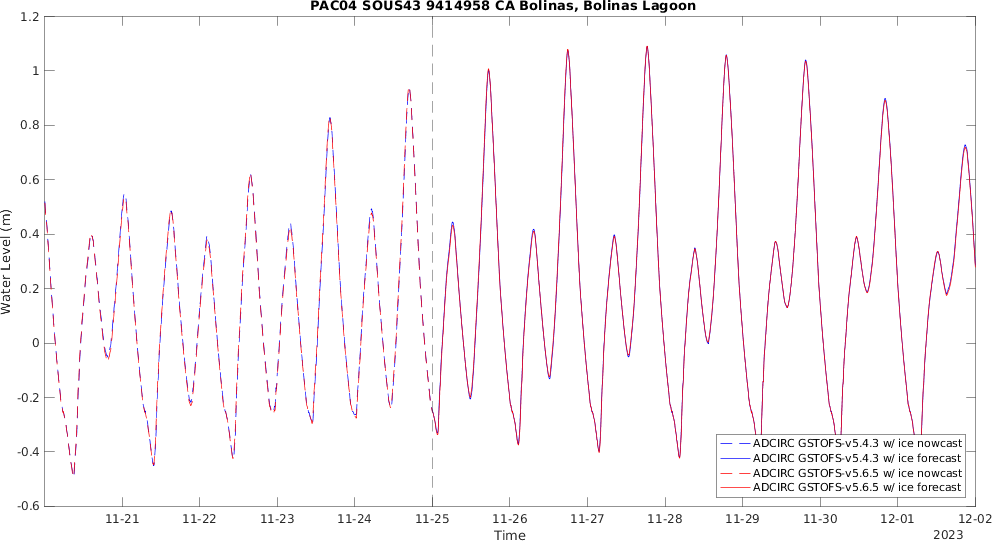 PAC04 SOUS43 9414958 CA Bolinas, Bolinas Lagoon
1.2
1
0.8
0.6
0.4
0.2
0
-0.2
-0.4
-0.6
Water Level (m)
ADCIRC GSTOFS-v5.4.3 w/ ice nowcast
ADCIRC GSTOFS-v5.4.3 w/ ice forecast
ADCIRC GSTOFS-v5.6.5 w/ ice nowcast
ADCIRC GSTOFS-v5.6.5 w/ ice forecast
11-21 11-22 11-23 11-24 11-25 11-26 11-27 11-28 11-29 11-30 12-01 12-02
Time
2023